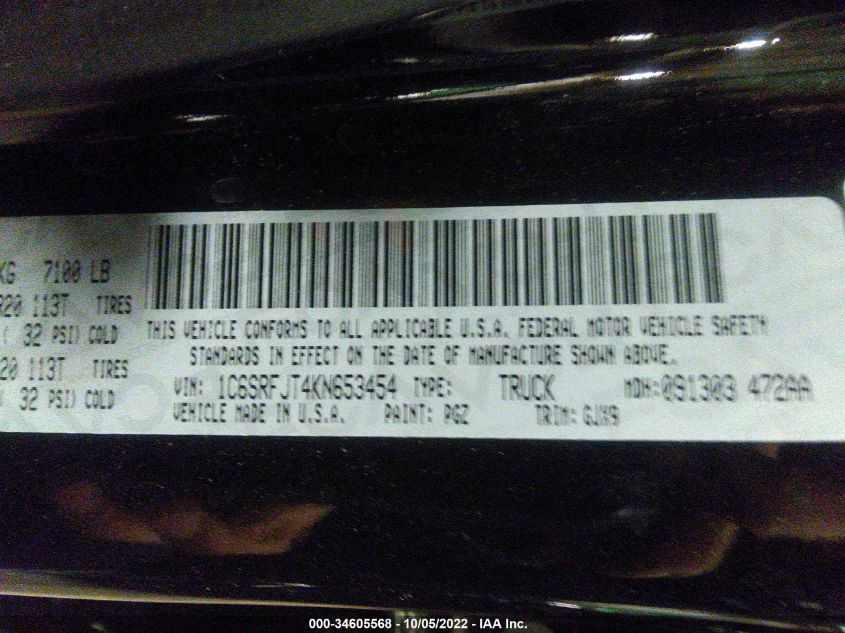 KG 7100 LB
R20 113T TIRES
( 32 PSI) COLD
20 113T TIRES
( 32 PSI) COLD
THIS VEHICLE CONFORMS TO ALL APPLICABLE U.S.A. FEDERAL MOTOR VEHICLE SAFETY
STANDARDS IN EFFECT ON THE DATE OF MANUFACTURE SHOWN ABOVE.
VIN: 1C6SRFJT4KN653454 TYPE: TRUCK MDH:091303 472AA
VEHICLE MADE IN U.S.A. PAINT: PGZ TRIM: GJX9
000-34605568 - 10/05/2022 - IAA Inc.